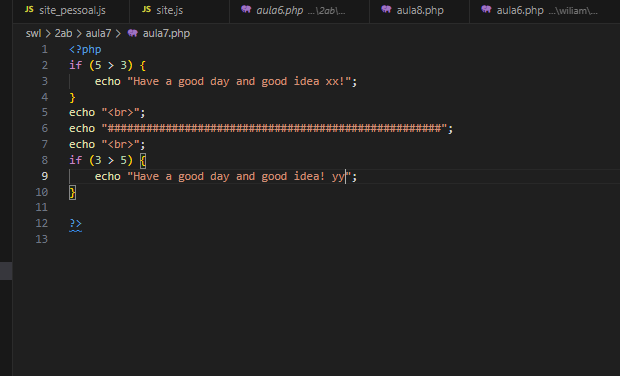 JS site_pessoal.js JS site.js aula6.php ...\2ab\... aula8.php aula6.php ...\wiliam\...
swl > 2ab > aula7 > aula7.php
1 <?php
2 if (5 > 3) {
3 echo "Have a good day and good idea xx!";
4 }
5 echo "<br>";
6 echo "####################################################";
7 echo "<br>";
8 if (3 > 5) {
9 echo "Have a good day and good idea! yy";
10 }
11
12 ?>
13